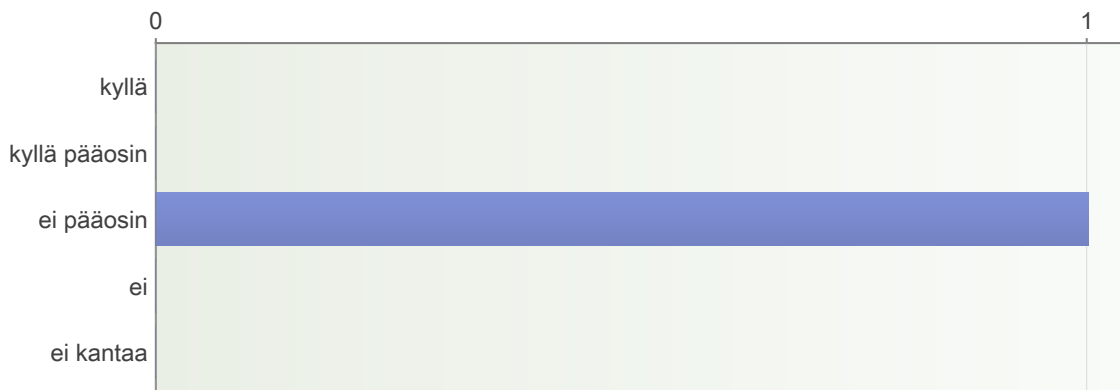 0 1
kyllä
kyllä pääosin
ei pääosin
ei
ei kantaa